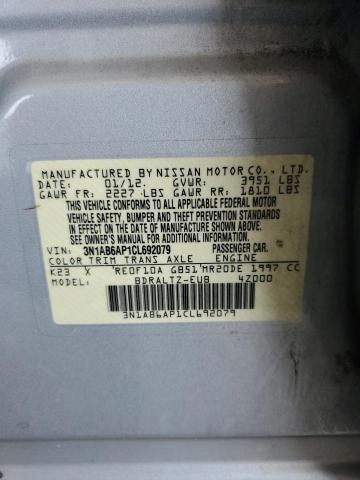 MANUFACTURED BY NISSAN MOTOR CO., LTD.
DATE: 01/12. GVWR: 3951 LBS
GAWR FR: 2227 LBS GAWR RR: 1810 LBS
THIS VEHICLE CONFORMS TO ALL APPLICABLE FEDERAL MOTOR
VEHICLE SAFETY, BUMPER AND THEFT PREVENTION STANDARDS
IN EFFECT ON THE DATE OF MANUFACTURE SHOWN ABOVE.
SEE OWNER'S MANUAL FOR ADDITIONAL INFORMATION
VIN: 3N1AB6AP1CL692079 PASSENGER CAR.
COLOR TRIM TRANS AXLE ENGINE
K23 X RE0F10A GB51 MR20DE 1997 CC
MODEL: BDRALTZ-EUB 4Z000
3N1AB6AP1CL692079